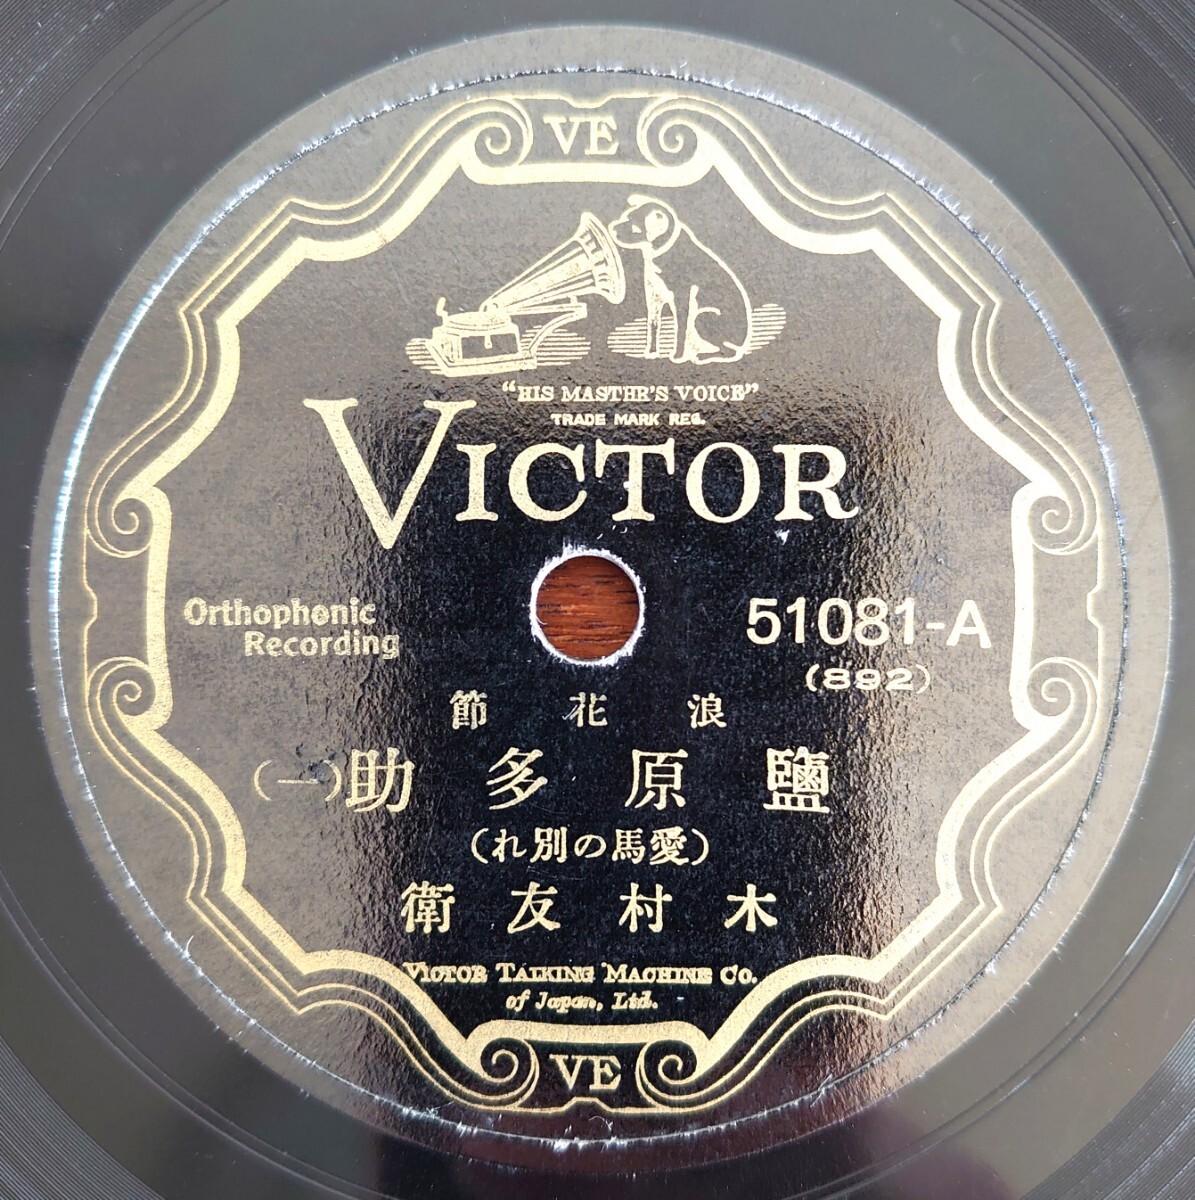 VE
"HIS MASTHR'S VOICE"
TRADE MARK REG.
VICTOR
Orthophonic
Recording
51081-A
(892)
浪花節
鹽原多助(一)
(愛馬の別れ)
木村友衛
VICTOR TALKING MACHINE CO.
of Japan, Ltd.
VE